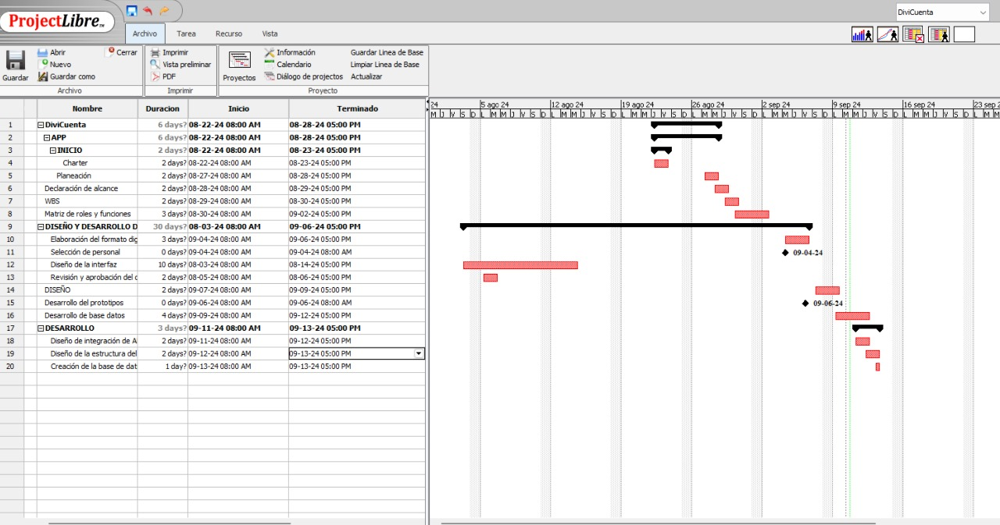 ProjectLibre TM
DiviCuenta
Archivo Tarea Recurso Vista
Guardar Abrir Nuevo Guardar como Cerrar
Archivo
Imprimir Vista preliminar PDF
Imprimir
Proyectos Información Calendario Diálogo de projectos Guardar Linea de Base Limpiar Linea de Base Actualizar
Proyecto
Nombre Duracion Inicio Terminado
24 5 ago 24 12 ago 24 19 ago 24 26 ago 24 2 sep 24 9 sep 24 16 sep 24 23 sep 2
M J V S D L M M J V S D L M M J V S D L M M J V S D L M M J V S D L M M J V S D L M M J V S D L M M J V S D L M M
1 DiviCuenta 6 days? 08-22-24 08:00 AM 08-28-24 05:00 PM
2 APP 6 days? 08-22-24 08:00 AM 08-28-24 05:00 PM
3 INICIO 2 days? 08-22-24 08:00 AM 08-23-24 05:00 PM
4 Charter 2 days? 08-22-24 08:00 AM 08-23-24 05:00 PM
5 Planeación 2 days? 08-27-24 08:00 AM 08-28-24 05:00 PM
6 Declaración de alcance 2 days? 08-28-24 08:00 AM 08-29-24 05:00 PM
7 WBS 2 days? 08-29-24 08:00 AM 08-30-24 05:00 PM
8 Matriz de roles y funciones 3 days? 08-30-24 08:00 AM 09-02-24 05:00 PM
9 DISEÑO Y DESARROLLO D 30 days? 08-03-24 08:00 AM 09-06-24 05:00 PM
10 Elaboración del formato dig 3 days? 09-04-24 08:00 AM 09-06-24 05:00 PM
11 Selección de personal 0 days? 09-04-24 08:00 AM 09-04-24 08:00 AM 09-04-24
12 Diseño de la interfaz 10 days? 08-03-24 08:00 AM 08-14-24 05:00 PM
13 Revisión y aprobación del d 2 days? 08-05-24 08:00 AM 08-06-24 05:00 PM
14 DISEÑO 2 days? 09-07-24 08:00 AM 09-09-24 05:00 PM
15 Desarrollo del prototipos 0 days? 09-06-24 08:00 AM 09-06-24 08:00 AM 09-06-24
16 Desarrollo de base datos 4 days? 09-09-24 08:00 AM 09-12-24 05:00 PM
17 DESARROLLO 3 days? 09-11-24 08:00 AM 09-13-24 05:00 PM
18 Diseño de integración de A 2 days? 09-11-24 08:00 AM 09-12-24 05:00 PM
19 Diseño de la estructura del 2 days? 09-12-24 08:00 AM 09-13-24 05:00 PM
20 Creación de la base de dat 1 day? 09-13-24 08:00 AM 09-13-24 05:00 PM